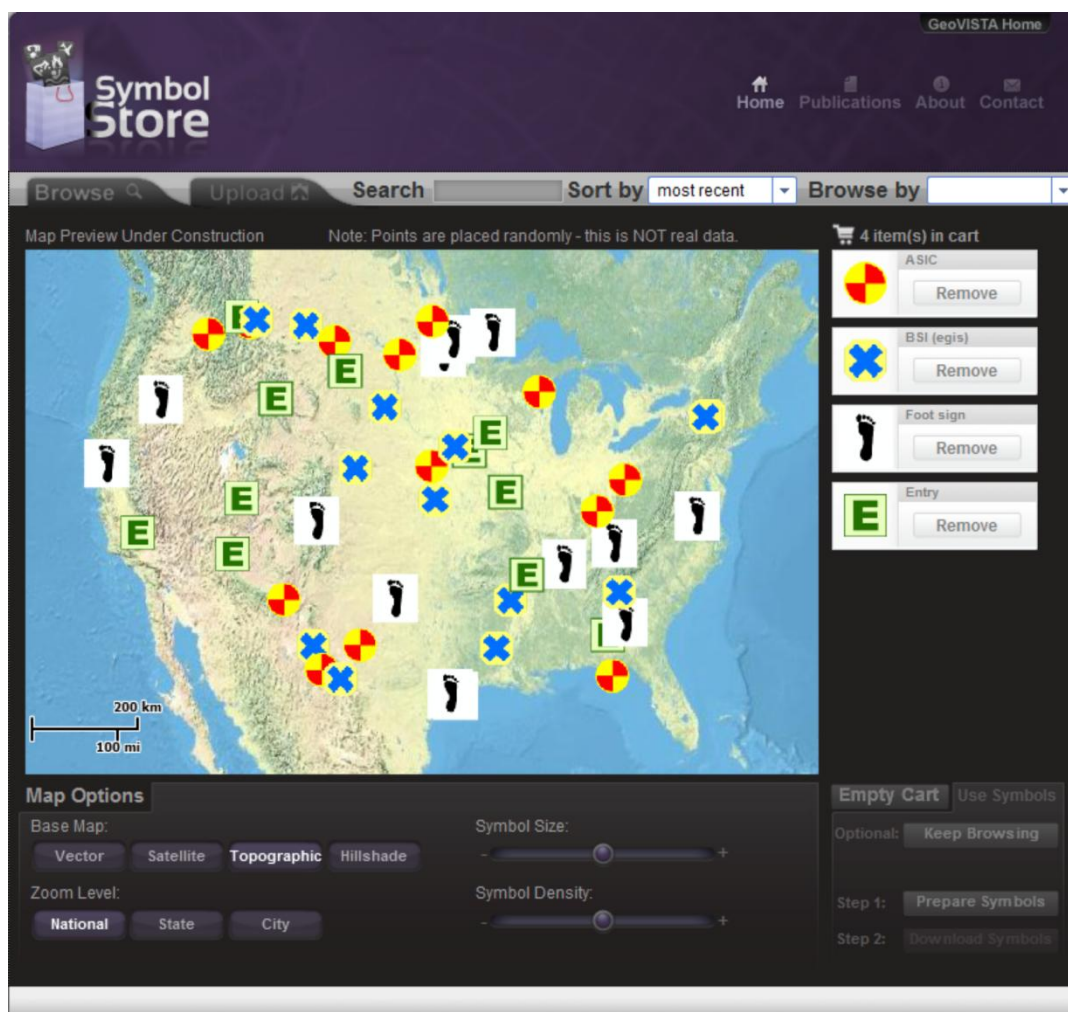 GeoVISTA Home
Symbol
Store
Home Publications About Contact
Browse Upload Search Sort by most recent Browse by
Map Preview Under Construction Note: Points are placed randomly - this is NOT real data. 4 item(s) in cart
ASIC
Remove
BSI (egis)
Remove
Foot sign
Remove
Entry
E Remove
E
E
E
E
E
E
E
E
E
E
200 km
100 mi
Map Options Empty Cart Use Symbols
Base Map: Symbol Size:
Optional: Keep Browsing
Vector Satellite Topographic Hillshade - +
Zoom Level: Symbol Density:
Step 1: Prepare Symbols
National State City - +
Step 2: Download Symbols